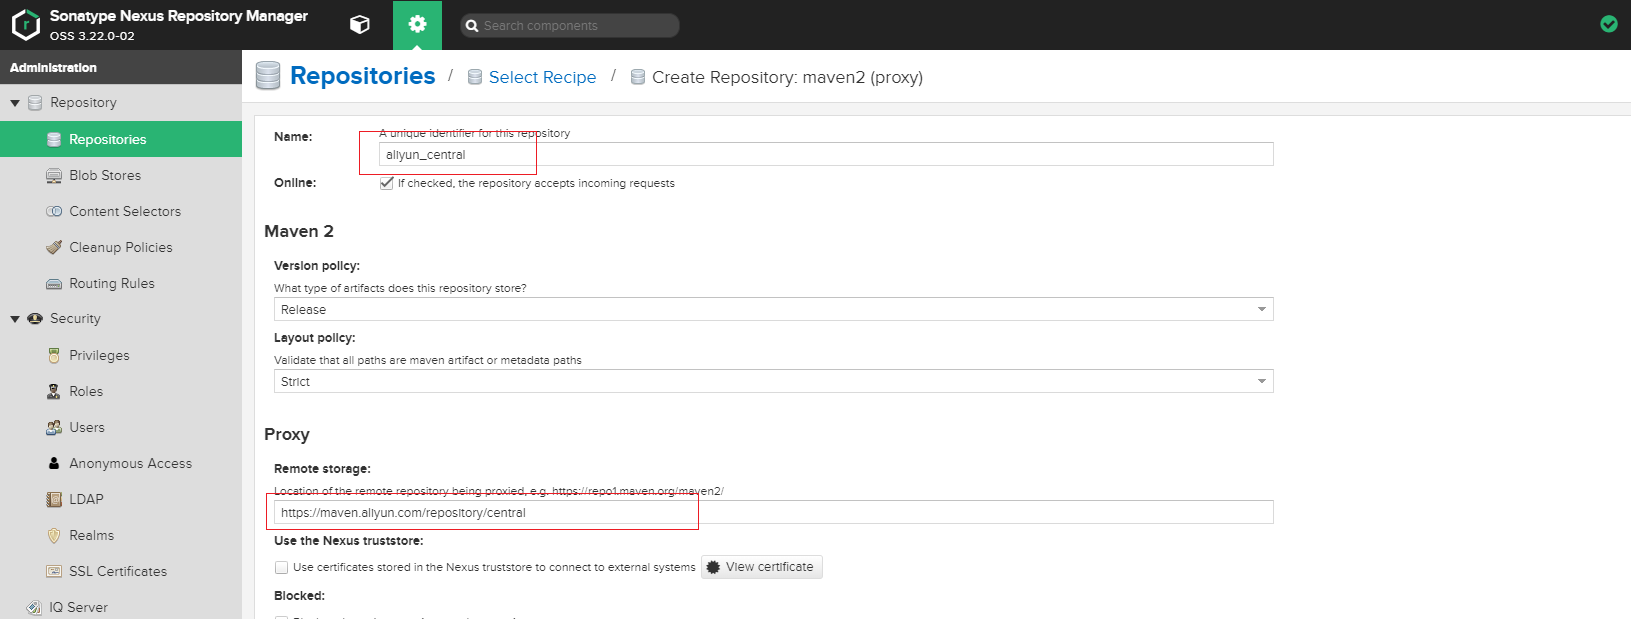 Sonatype Nexus Repository Manager
OSS 3.22.0-02
Search components
Administration
Repositories / Select Recipe / Create Repository: maven2 (proxy)
Repository
Repositories
Blob Stores
Content Selectors
Cleanup Policies
Routing Rules
Security
Privileges
Roles
Users
Anonymous Access
LDAP
Realms
SSL Certificates
IQ Server
Name:
A unique identifier for this repository
aliyun_central
Online:
If checked, the repository accepts incoming requests
Maven 2
Version policy:
What type of artifacts does this repository store?
Release
Layout policy:
Validate that all paths are maven artifact or metadata paths
Strict
Proxy
Remote storage:
Location of the remote repository being proxied, e.g. https://repo1.maven.org/maven2/
https://maven.aliyun.com/repository/central
Use the Nexus truststore:
Use certificates stored in the Nexus truststore to connect to external systems
View certificate
Blocked: